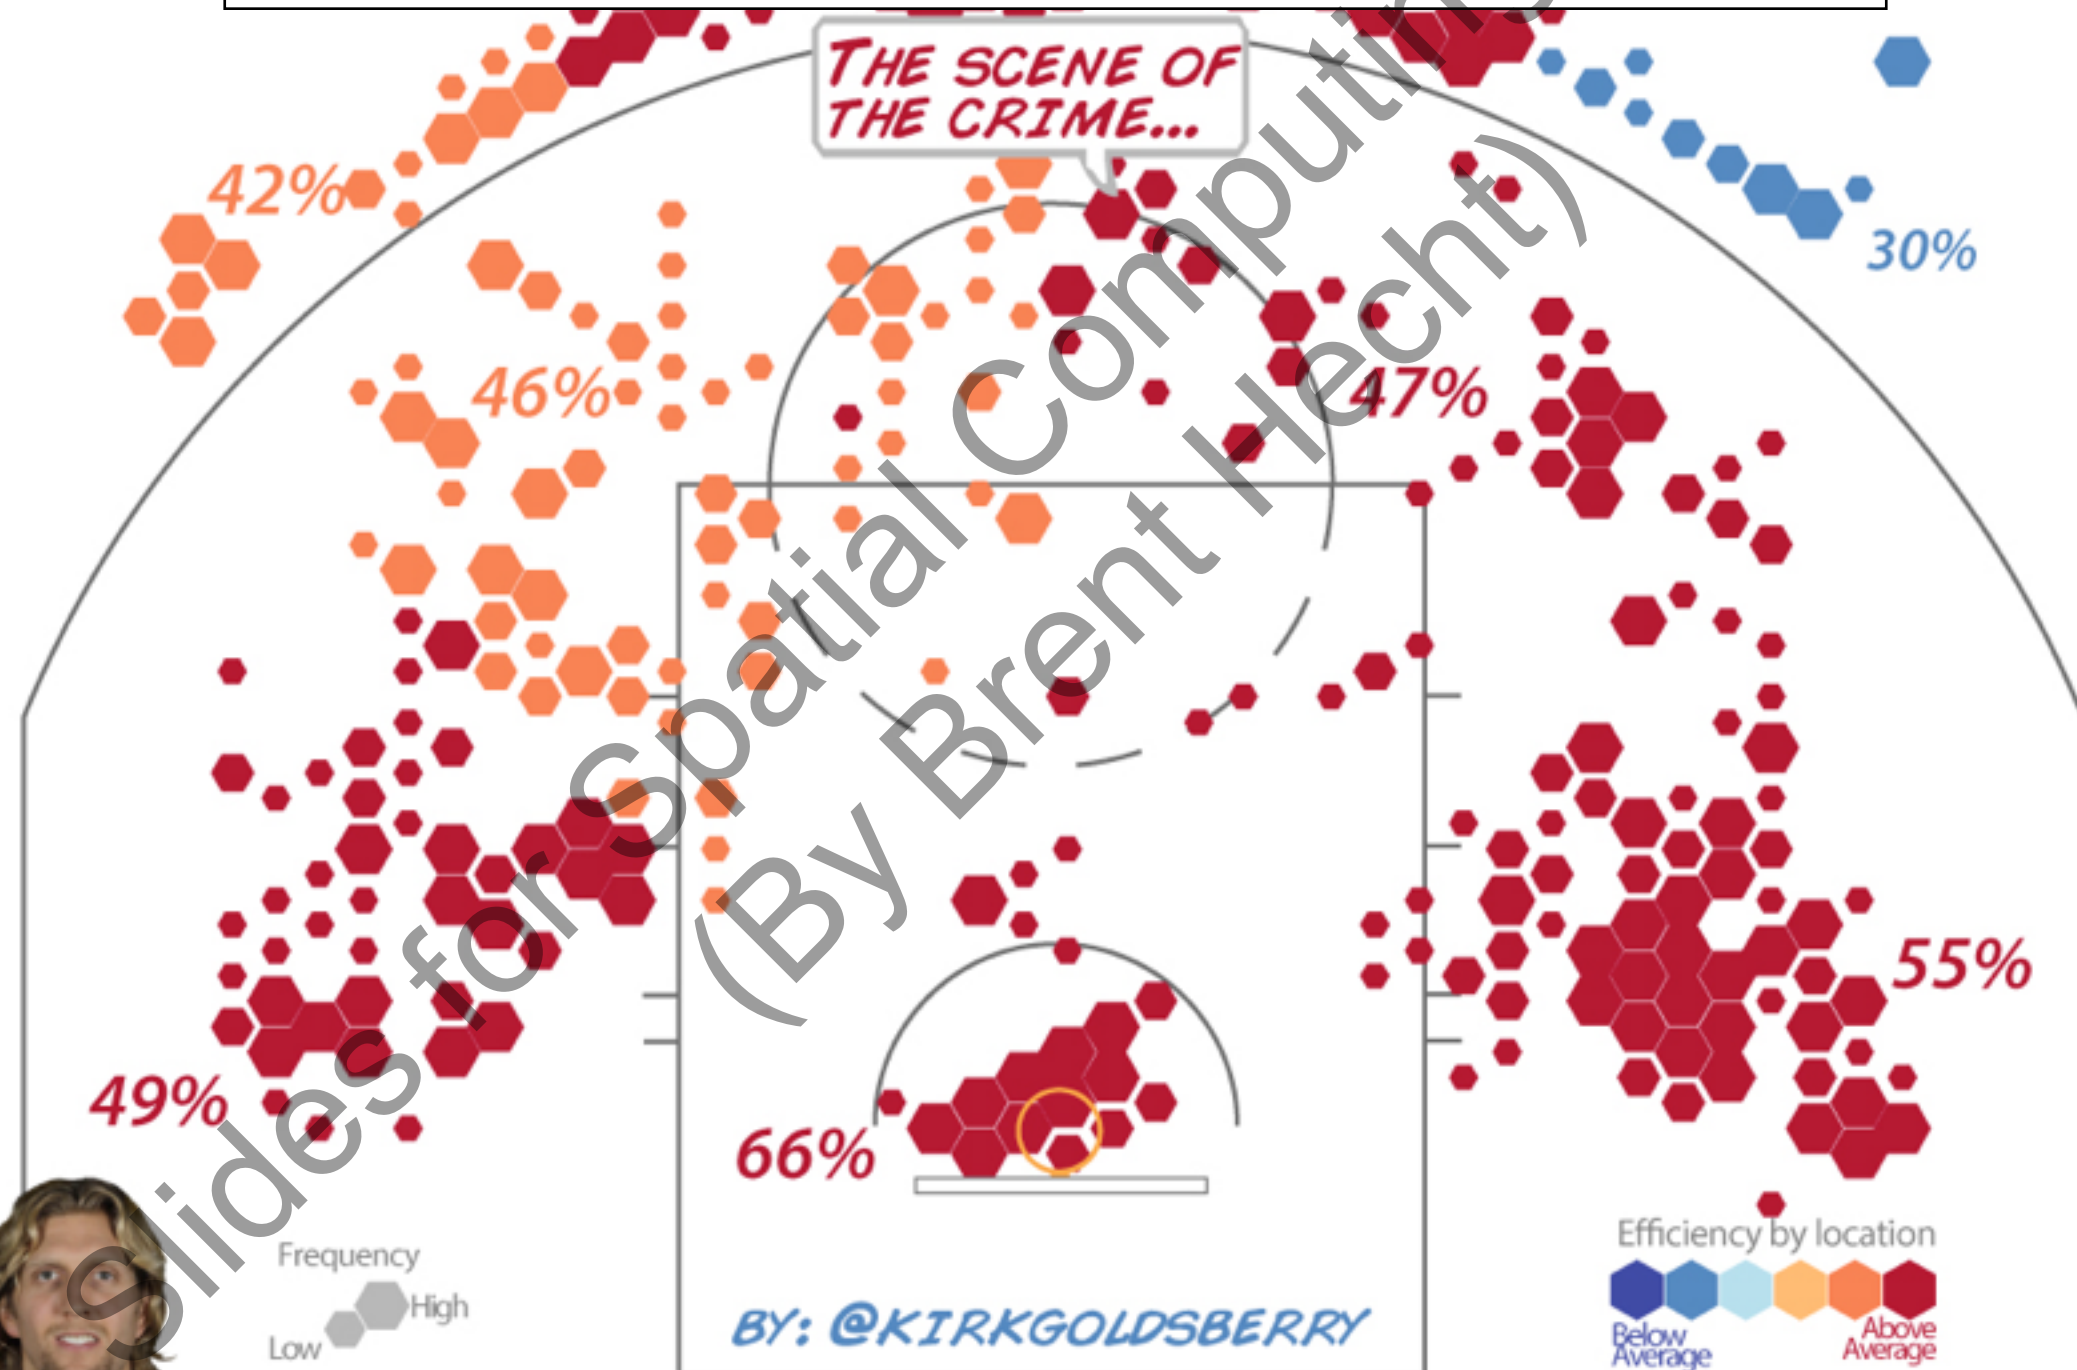 THE SCENE OF
THE CRIME...
42%
30%
46%
47%
Slides for Spatial Computing
(By Brent Hecht)
55%
49%
66%
Frequency
High
Low
BY: @KIRKGOLDSBERRY
Efficiency by location
Below
Average
Above
Average